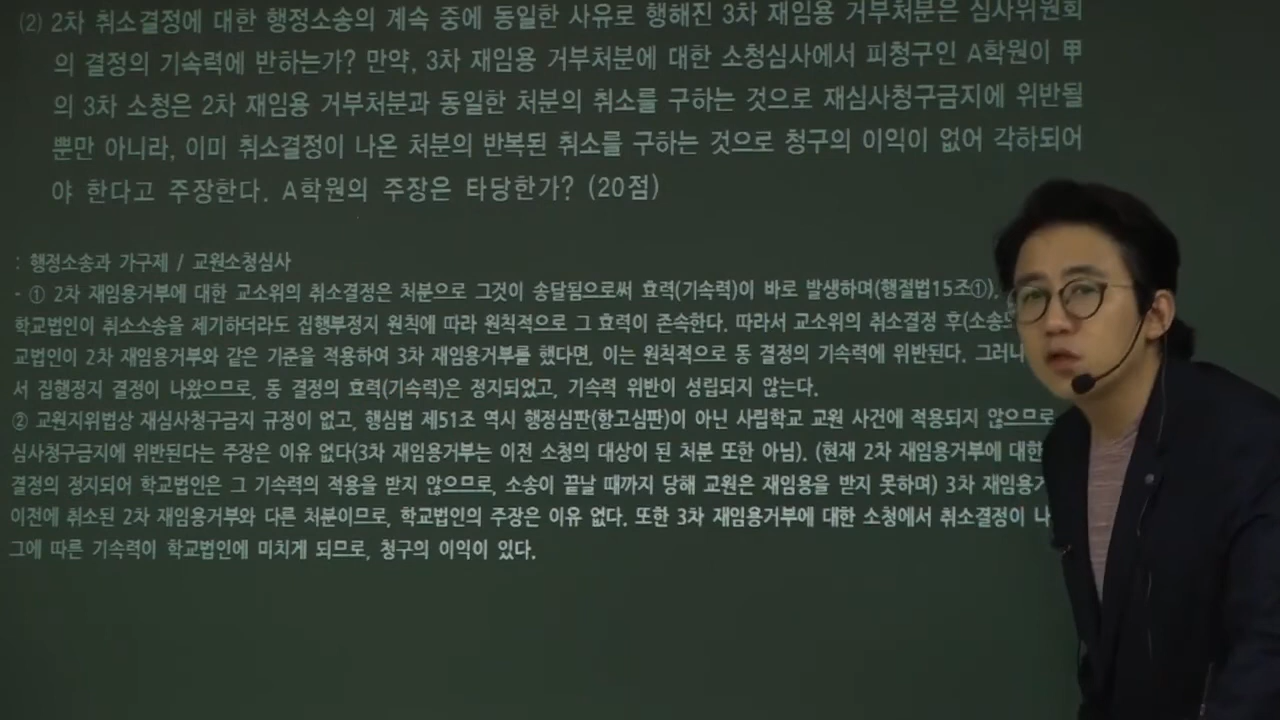 (2) 2차 취소결정에 대한 행정소송의 계속 중에 동일한 사유로 행해진 3차 재임용 거부처분은 심사위원회
의 결정의 기속력에 반하는가? 만약, 3차 재임용 거부처분에 대한 소청심사에서 피청구인 A학원이 甲
의 3차 소청은 2차 재임용 거부처분과 동일한 처분의 취소를 구하는 것으로 재심사청구금지에 위반될
뿐만 아니라, 이미 취소결정이 나온 처분의 반복된 취소를 구하는 것으로 청구의 이익이 없어 각하되어
야 한다고 주장한다. A학원의 주장은 타당한가? (20점)
: 행정소송과 가구제 / 교원소청심사
- ① 2차 재임용거부에 대한 교소위의 취소결정은 처분으로 그것이 송달됨으로써 효력(기속력)이 바로 발생하며(행절법15조①),
학교법인이 취소소송을 제기하더라도 집행부정지 원칙에 따라 원칙적으로 그 효력이 존속한다. 따라서 교소위의 취소결정 후(소송
교법인이 2차 재임용거부와 같은 기준을 적용하여 3차 재임용거부를 했다면, 이는 원칙적으로 동 결정의 기속력에 위반된다. 그러나
서 집행정지 결정이 나왔으므로, 동 결정의 효력(기속력)은 정지되었고, 기속력 위반이 성립되지 않는다.
② 교원지위법상 재심사청구금지 규정이 없고, 행심법 제51조 역시 행정심판(항고심판)이 아닌 사립학교 교원 사건에 적용되지 않으므로
심사청구금지에 위반된다는 주장은 이유 없다(3차 재임용거부는 이전 소청의 대상이 된 처분 또한 아님). (현재 2차 재임용거부에 대한
결정의 정지되어 학교법인은 그 기속력의 적용을 받지 않으므로, 소송이 끝날 때까지 당해 교원은 재임용을 받지 못하며) 3차 재임용거
이전에 취소된 2차 재임용거부와 다른 처분이므로, 학교법인의 주장은 이유 없다. 또한 3차 재임용거부에 대한 소청에서 취소결정이 나
그에 따른 기속력이 학교법인에 미치게 되므로, 청구의 이익이 있다.